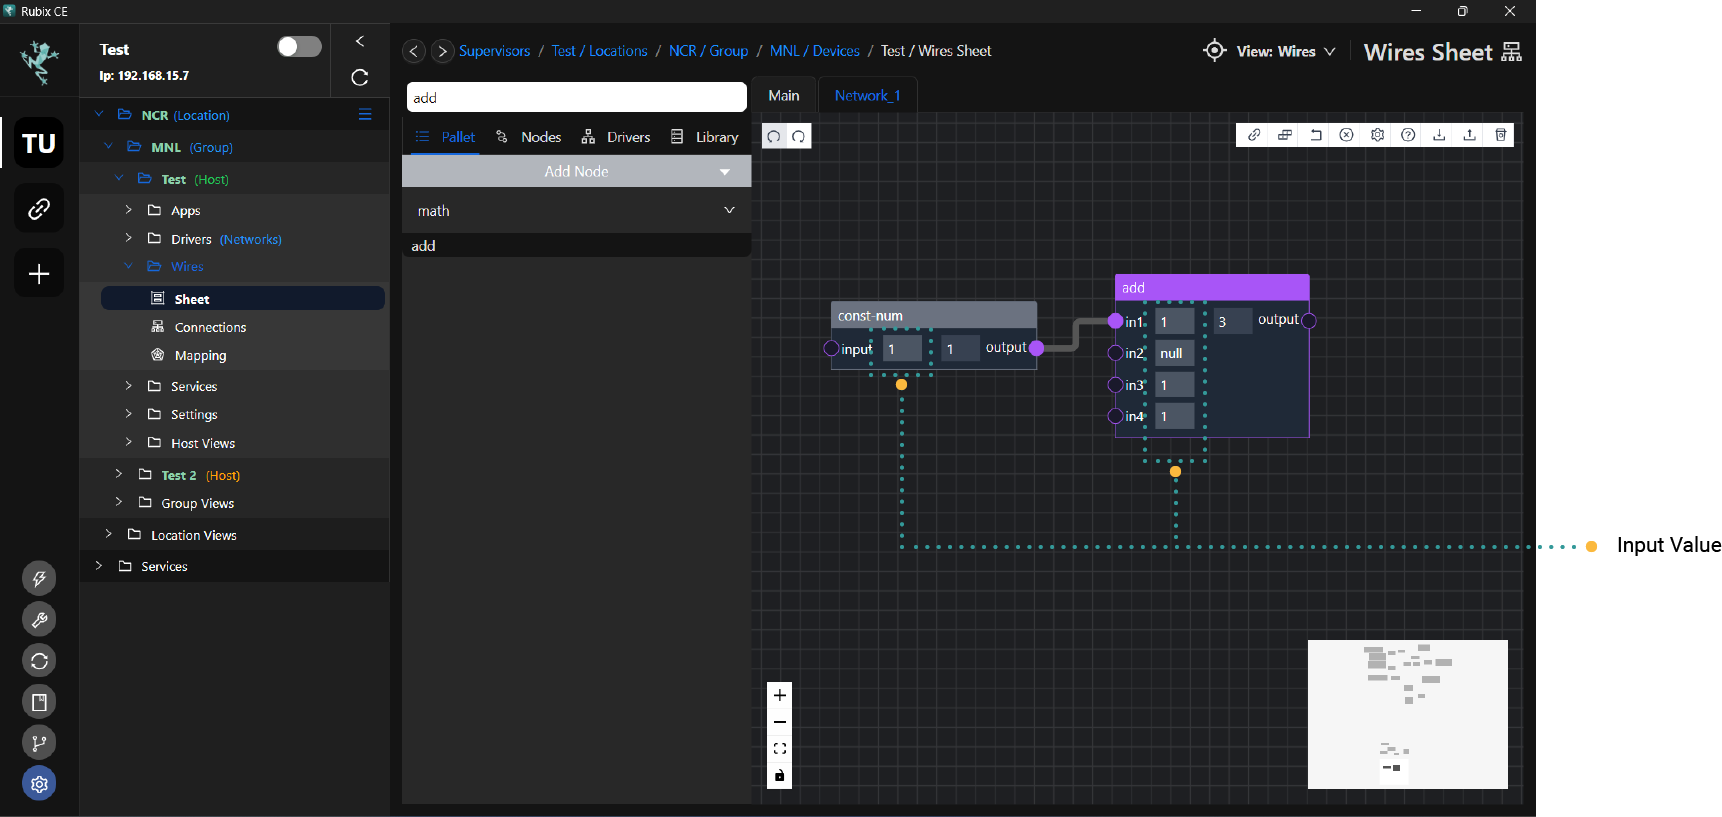 Rubix CE
Test
Ip: 192.168.15.7
TU
NCR (Location)
MNL (Group)
Test (Host)
Apps
Drivers (Networks)
Wires
Sheet
Connections
Mapping
Services
Settings
Host Views
Test 2 (Host)
Group Views
Location Views
Services
Supervisors / Test / Locations / NCR / Group / MNL / Devices / Test / Wires Sheet
View: Wires
Wires Sheet
add
Pallet Nodes Drivers Library
Add Node
math
add
Main Network_1
const-num
input 1 1 output
add
in1 1 3 output
in2 null
in3 1
in4 1
Input Value